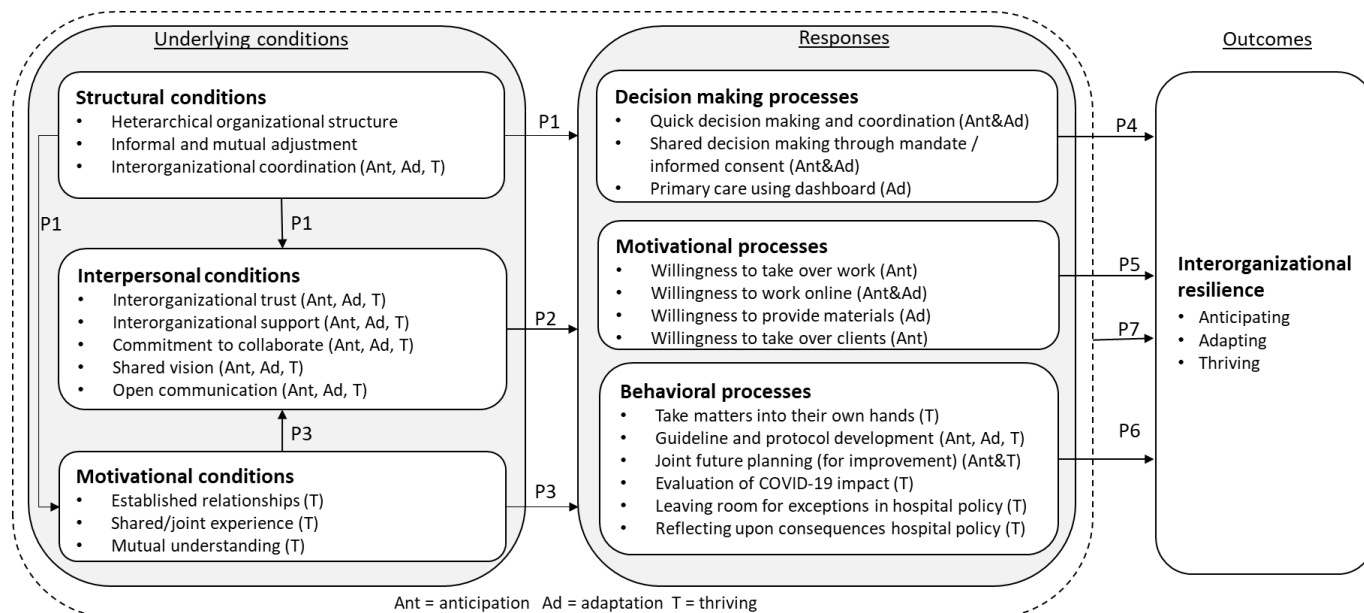 Underlying conditions
Structural conditions
• Heterarchical organizational structure
• Informal and mutual adjustment
• Interorganizational coordination (Ant, Ad, T)
P1
P1
P1
Interpersonal conditions
• Interorganizational trust (Ant, Ad, T)
• Interorganizational support (Ant, Ad, T)
• Commitment to collaborate (Ant, Ad, T)
• Shared vision (Ant, Ad, T)
• Open communication (Ant, Ad, T)
P2
P3
Motivational conditions
• Established relationships (T)
• Shared/joint experience (T)
• Mutual understanding (T)
P3
Responses
Decision making processes
• Quick decision making and coordination (Ant&Ad)
• Shared decision making through mandate /
informed consent (Ant&Ad)
• Primary care using dashboard (Ad)
P4
Motivational processes
• Willingness to take over work (Ant)
• Willingness to work online (Ant&Ad)
• Willingness to provide materials (Ad)
• Willingness to take over clients (Ant)
P5
P7
Behavioral processes
• Take matters into their own hands (T)
• Guideline and protocol development (Ant, Ad, T)
• Joint future planning (for improvement) (Ant&T)
• Evaluation of COVID-19 impact (T)
• Leaving room for exceptions in hospital policy (T)
• Reflecting upon consequences hospital policy (T)
P6
Outcomes
Interorganizational
resilience
• Anticipating
• Adapting
• Thriving
Ant = anticipation Ad = adaptation T = thriving